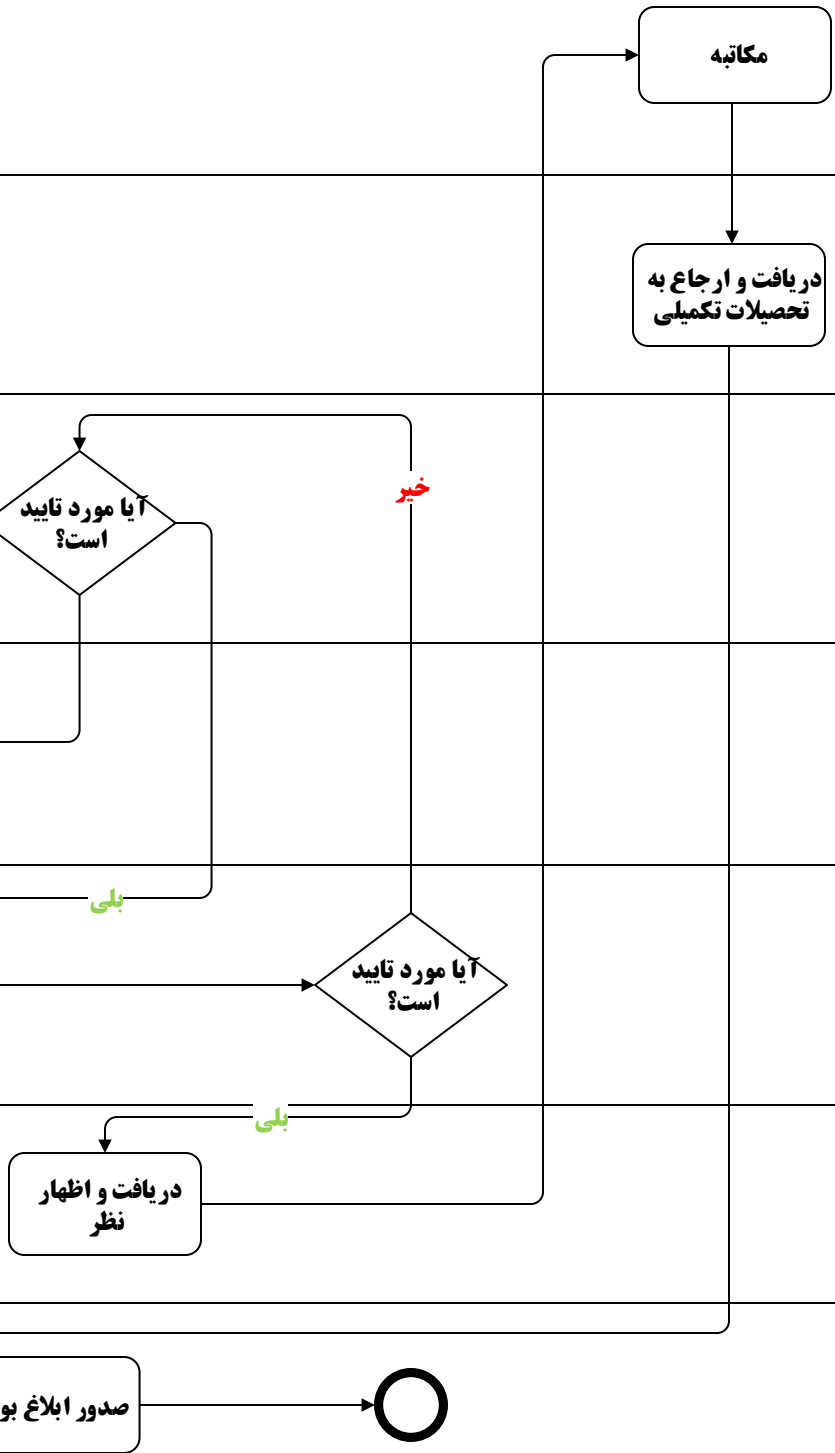 مکاتبه
دریافت و ارجاع به
تحصیلات تکمیلی
خیر
آیا مورد تایید
است؟
بلی
آیا مورد تایید
است؟
بلی
دریافت و اظهار
نظر
صدور ابلاغ